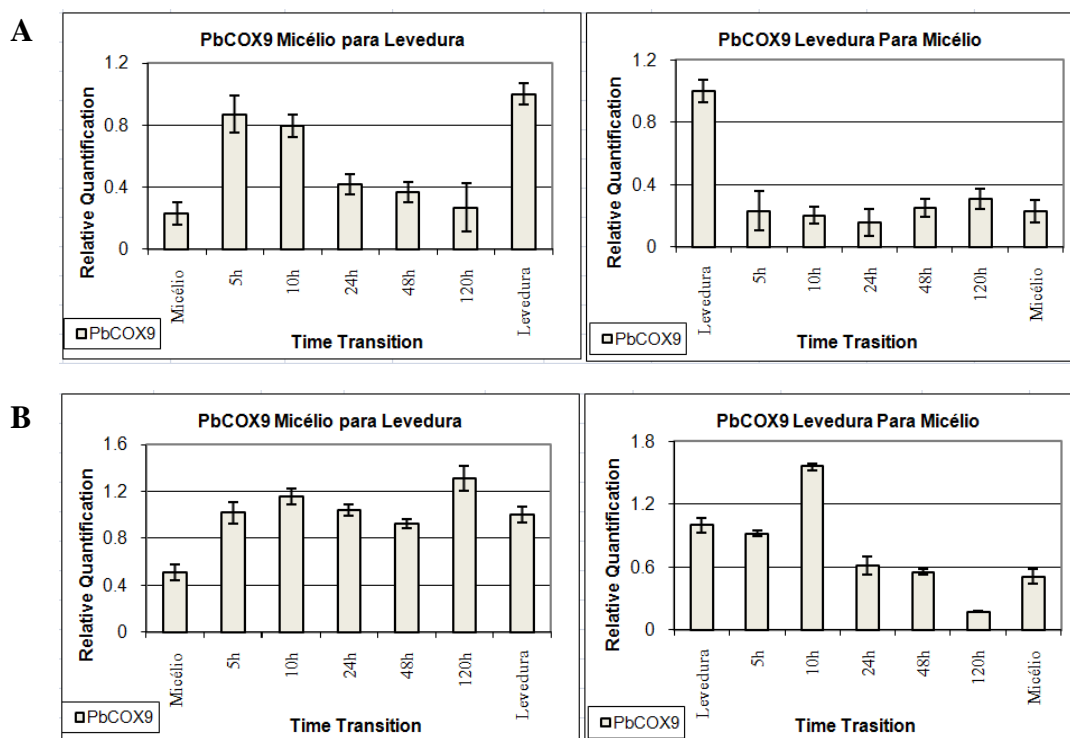 A
PbCOX9 Micélio para Levedura
Relative Quantification
1.2
0.8
0.4
0
Micélio
5h
10h
24h
48h
120h
Levedura
PbCOX9
Time Transition
PbCOX9 Levedura Para Micélio
Relative Quantification
1.2
0.8
0.4
0
Levedura
5h
10h
24h
48h
120h
Micélio
PbCOX9
Time Trasition
B
PbCOX9 Micélio para Levedura
Relative Quantification
1.6
1.2
0.8
0.4
0
Micélio
5h
10h
24h
48h
120h
Levedura
PbCOX9
Time Transition
PbCOX9 Levedura Para Micélio
Relative Quantification
1.8
1.2
0.6
0
Levedura
5h
10h
24h
48h
120h
Micélio
PbCOX9
Time Trasition